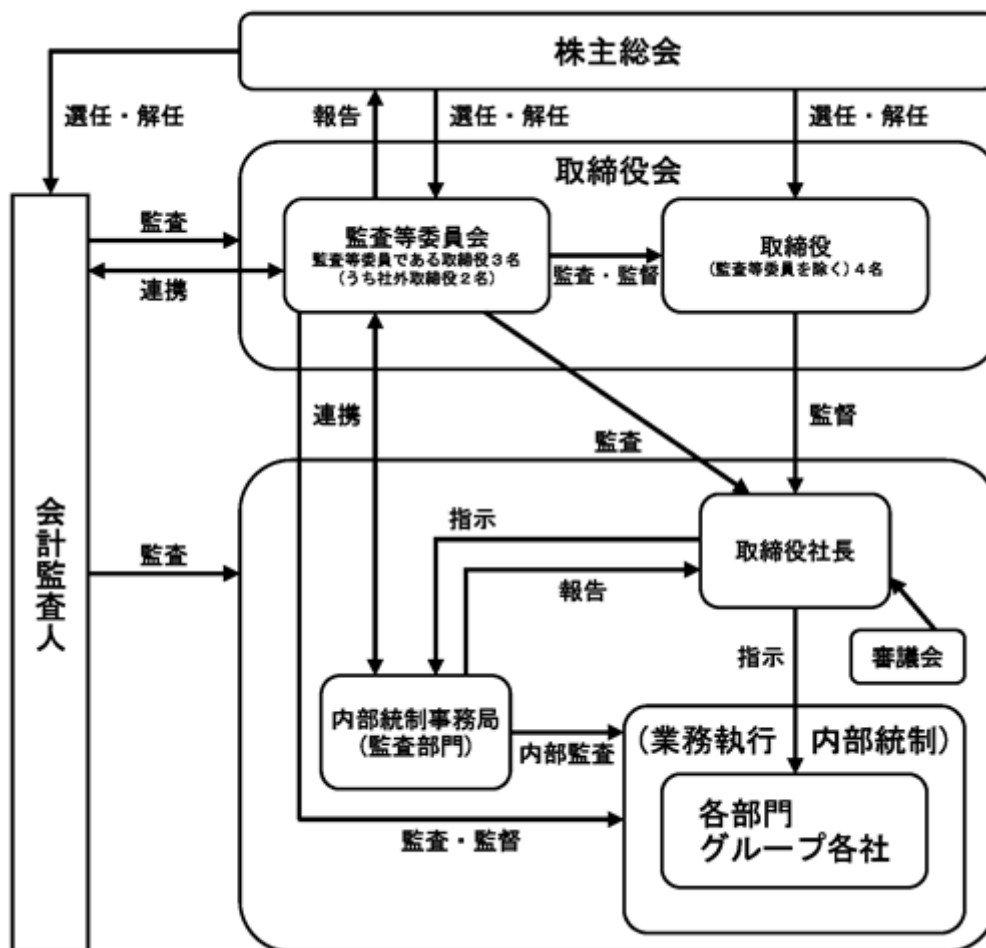 株主総会
選任・解任
報告
選任・解任
選任・解任
取締役会
監査
監査等委員会
監査等委員である取締役3名
(うち社外取締役2名)
監査・監督
取締役
(監査等委員を除く)4名
連携
連携
監査
監督
会計監査人
監査
指示
取締役社長
報告
指示
審議会
内部統制事務局
(監査部門)
内部監査
(業務執行 内部統制)
各部門
グループ各社
監査・監督